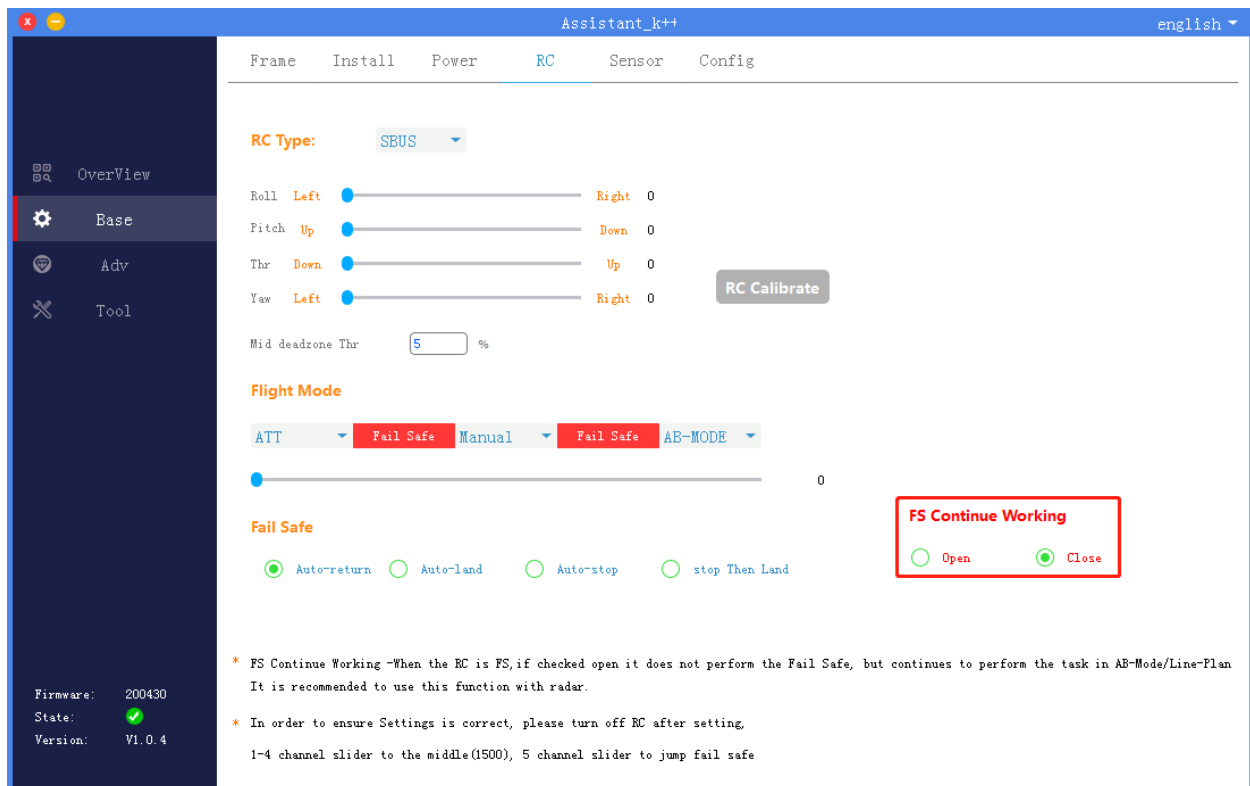 x
Assistant_k++
english
Frame Install Power RC Sensor Config
OverView
Base
Adv
Tool
RC Type: SBUS
Roll Left Right 0
Pitch Up Down 0
Thr Down Up 0
Yaw Left Right 0
RC Calibrate
Mid deadzone Thr 5 %
Flight Mode
ATT Fail Safe Manual Fail Safe AB-MODE
0
Fail Safe
Auto-return Auto-land Auto-stop stop Then Land
FS Continue Working
Open Close
* FS Continue Working -When the RC is FS,if checked open it does not perform the Fail Safe, but continues to perform the task in AB-Mode/Line-Plan
It is recommended to use this function with radar.
* In order to ensure Settings is correct, please turn off RC after setting,
1-4 channel slider to the middle(1500), 5 channel slider to jump fail safe
Firmware: 200430
State:
Version: V1.0.4